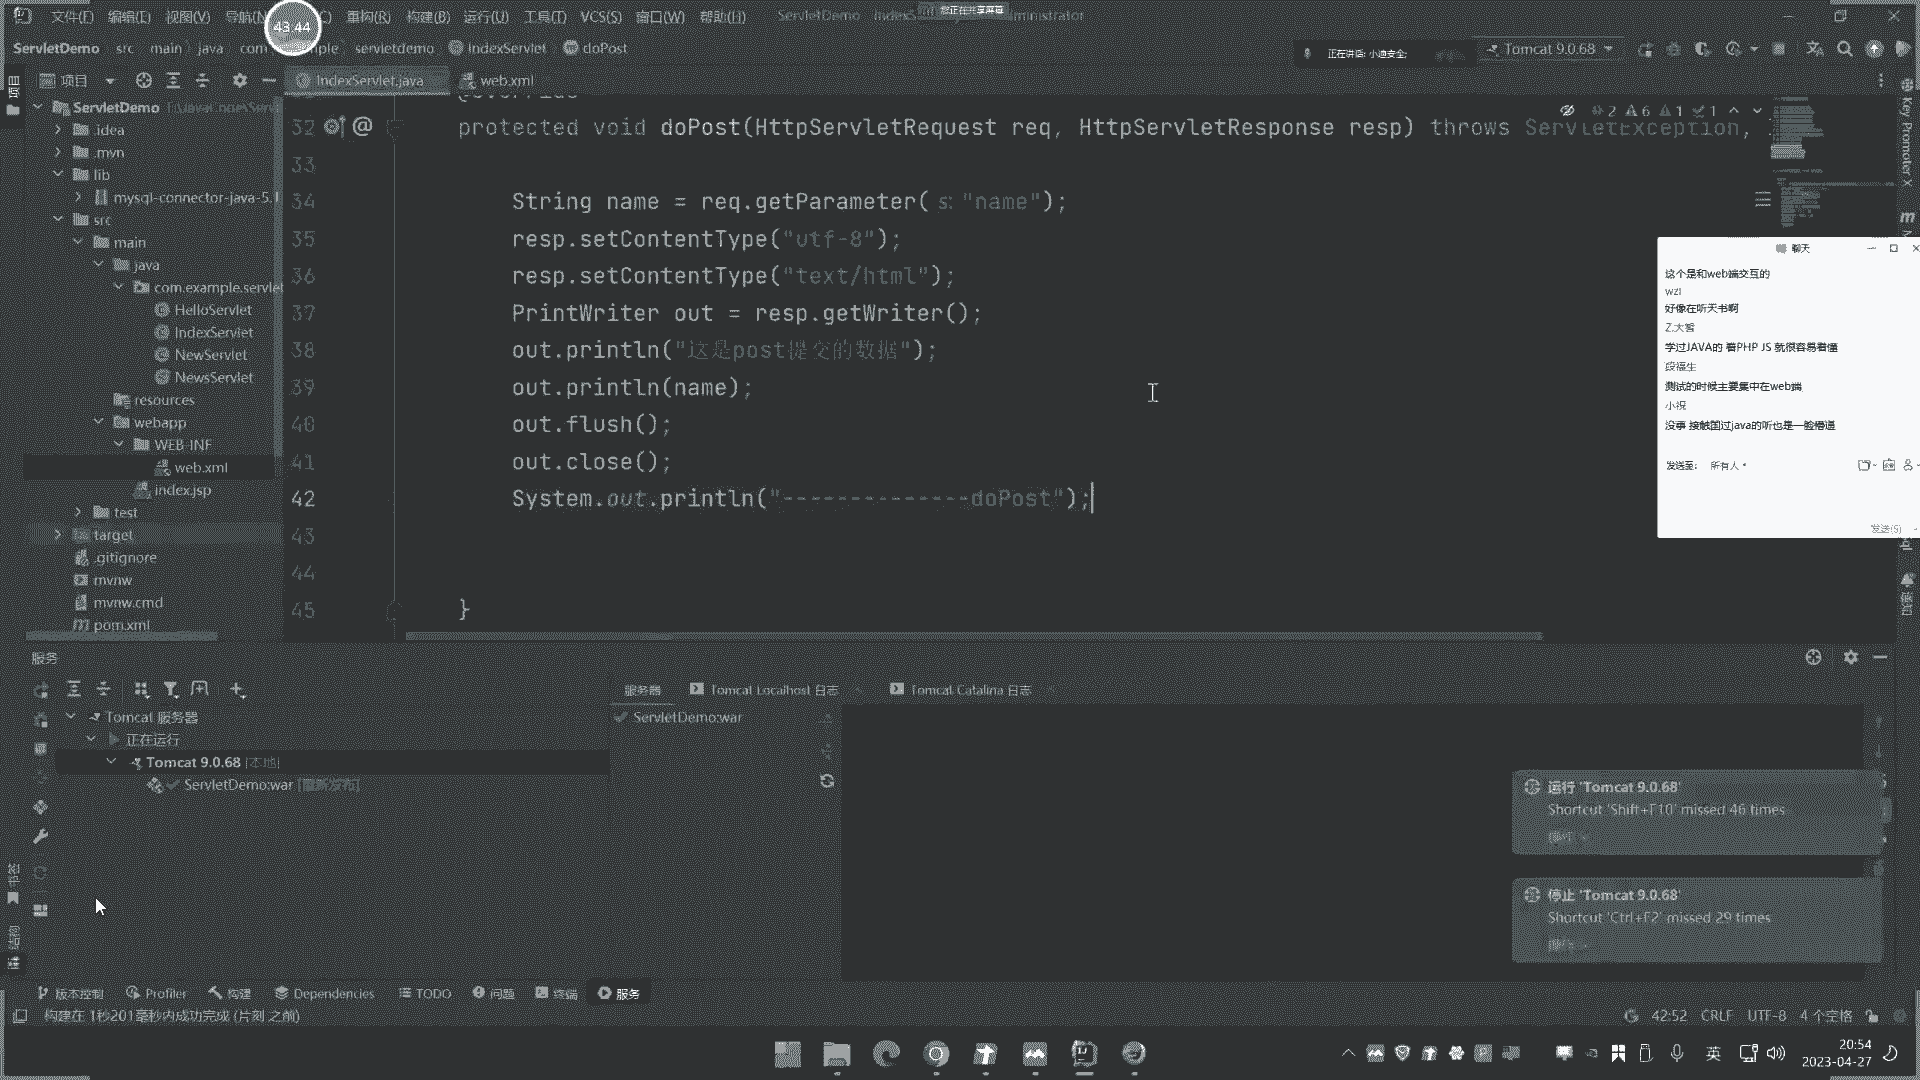 文件(F) 编辑(E) 视图(V) 导航(N) 43:44 重构(R) 构建(B) 运行(U) 工具(T) VCS(S) 窗口(W) 帮助(H) ServletDemo 您正在共享屏幕
ServletDemo src main java servletdemo IndexServlet doPost
正在讲话: 小迪安全;
Tomcat 9.0.68
项目
IndexServlet.java web.xml
ServletDemo
.idea
.mvn
lib
mysql-connector-java-5.1
src
main
java
com.example.servlet
HelloServlet
IndexServlet
NewServlet
NewsServlet
resources
webapp
WEB-INF
web.xml
index.jsp
test
target
.gitignore
mvnw
mvnw.cmd
pom.xml
2 6 1 1
32 protected void doPost(HttpServletRequest req, HttpServletResponse resp) throws ServletException,
33
34 String name = req.getParameter( s: "name");
35 resp.setContentType("utf-8");
36 resp.setContentType("text/html");
37 PrintWriter out = resp.getWriter();
38 out.println("这是post提交的数据");
39 out.println(name);
40 out.flush();
41 out.close();
42 System.out.println("--------------doPost");
43
44
45 }
Key Promoter X
聊天
这个是和web端交互的
wzl
好像在听天书啊
Z.大智
学过JAVA的 看PHP JS 就很容易看懂
段福生
测试的时候主要集中在web端
小祝
没事 接触国过java的听也是一脸懵逼
发送至: 所有人
发送(S)
服务
服务器 Tomcat Localhost 日志 Tomcat Catalina 日志
Tomcat 服务器
正在运行
Tomcat 9.0.68 [本地]
ServletDemo:war [重新发布]
ServletDemo:war
运行 'Tomcat 9.0.68'
Shortcut 'Shift+F10' missed 46 times
停止 'Tomcat 9.0.68'
Shortcut 'Ctrl+F2' missed 29 times
书签
结构
版本控制 Profiler 构建 Dependencies TODO 问题 终端 服务
构建在 1秒201毫秒内成功完成 (片刻 之前)
42:52 CRLF UTF-8 4 个空格
英
20:54
2023-04-27